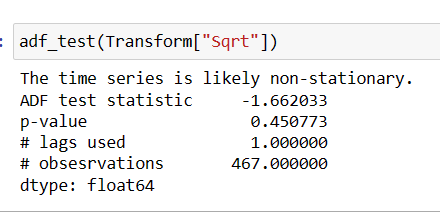 : adf_test(Transform["Sqrt"])
The time series is likely non-stationary.
ADF test statistic -1.662033
p-value 0.450773
# lags used 1.000000
# obsesrvations 467.000000
dtype: float64